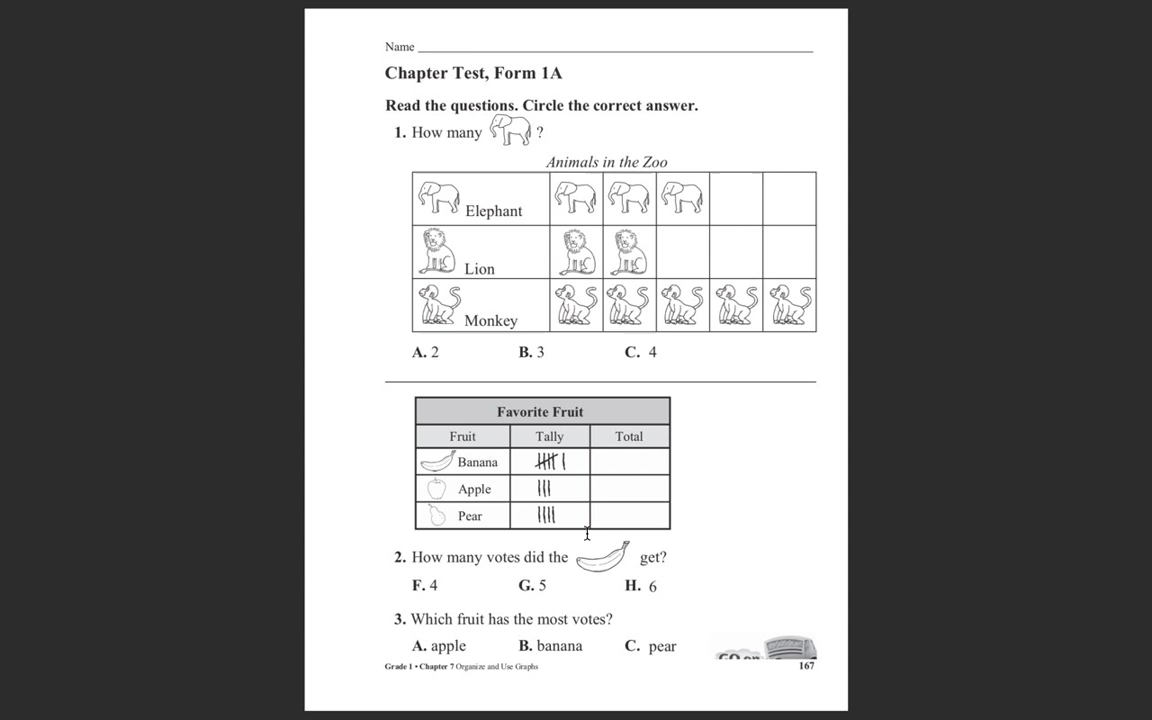 Name
Chapter Test, Form 1A
Read the questions. Circle the correct answer.
1. How many ?
Animals in the Zoo
Elephant
Lion
Monkey
A. 2 B. 3 C. 4
Favorite Fruit
Fruit Tally Total
Banana
Apple
Pear
2. How many votes did the get?
F. 4 G. 5 H. 6
3. Which fruit has the most votes?
A. apple B. banana C. pear
GO on
Grade 1 • Chapter 7 Organize and Use Graphs 167